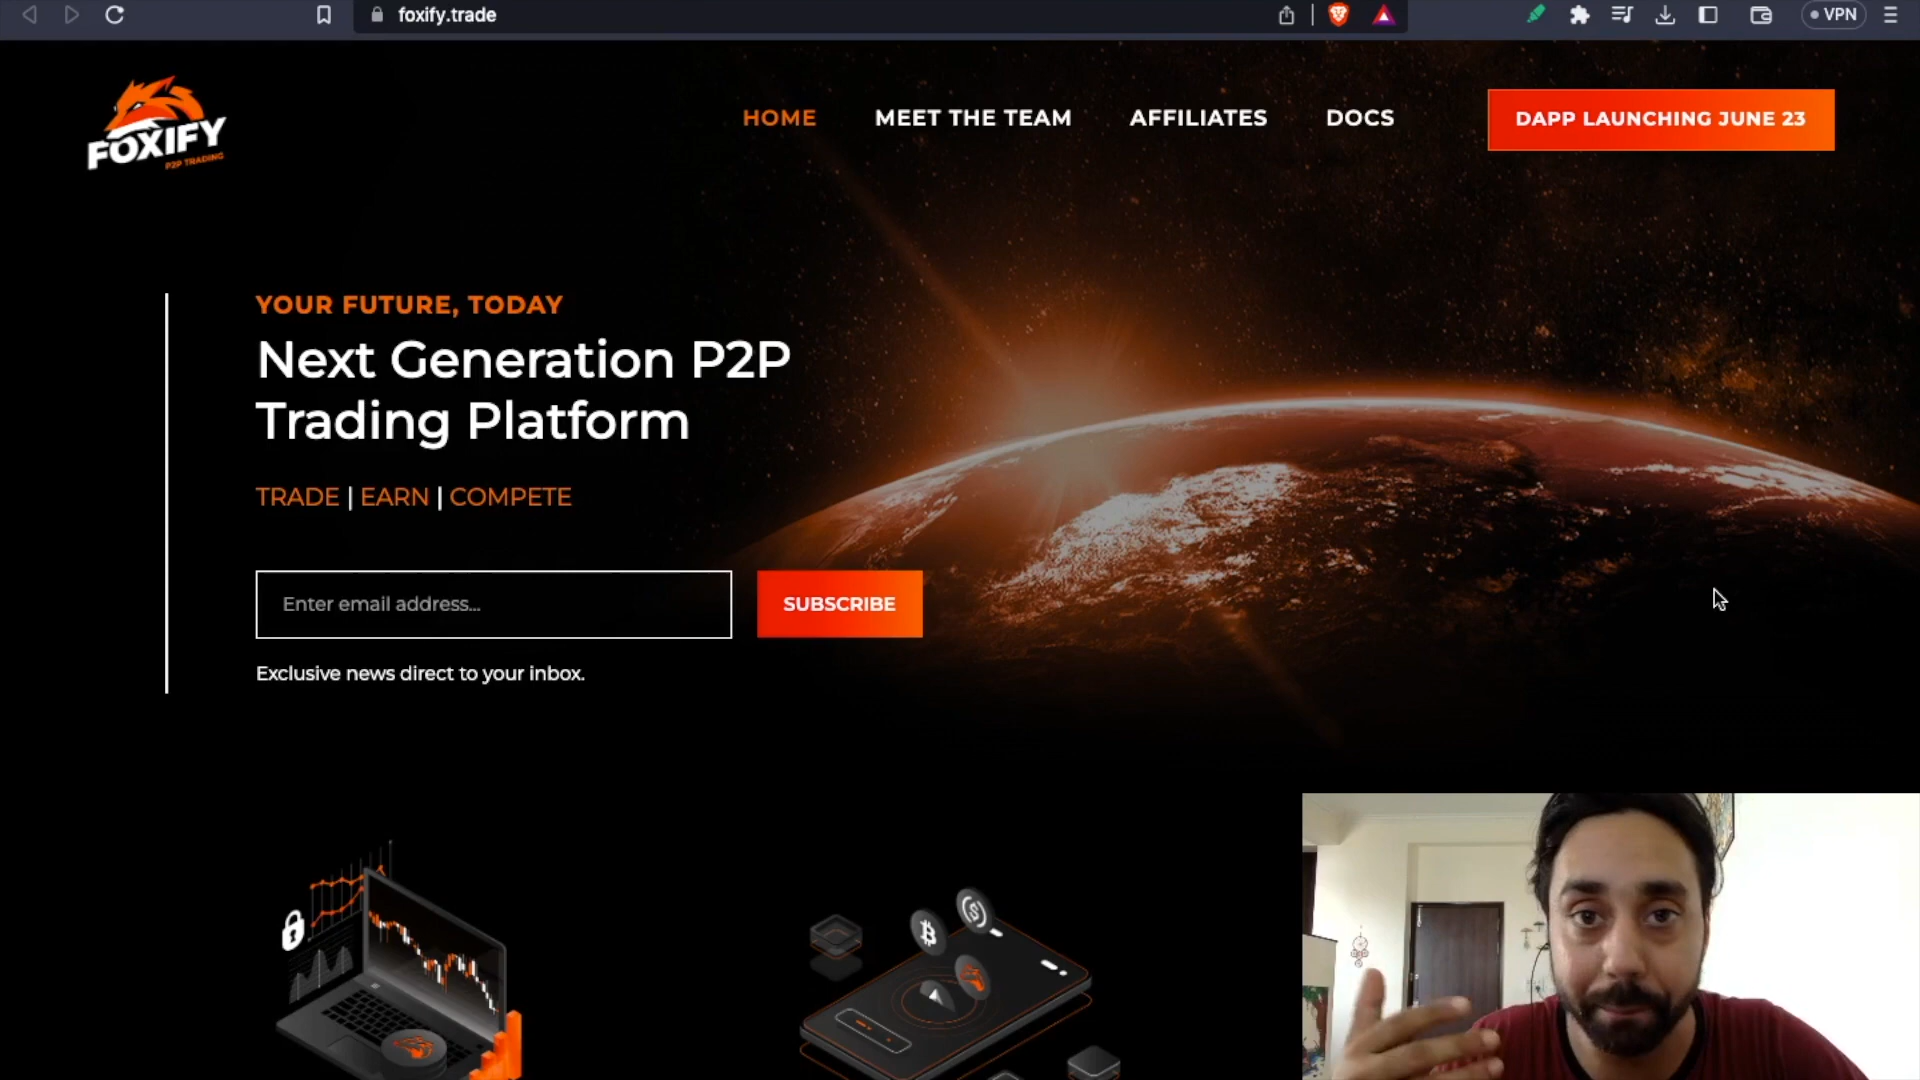 foxify.trade
VPN
FOXIFY
P2P TRADING
HOME
MEET THE TEAM
AFFILIATES
DOCS
DAPP LAUNCHING JUNE 23
YOUR FUTURE, TODAY
Next Generation P2P
Trading Platform
TRADE | EARN | COMPETE
Enter email address...
SUBSCRIBE
Exclusive news direct to your inbox.